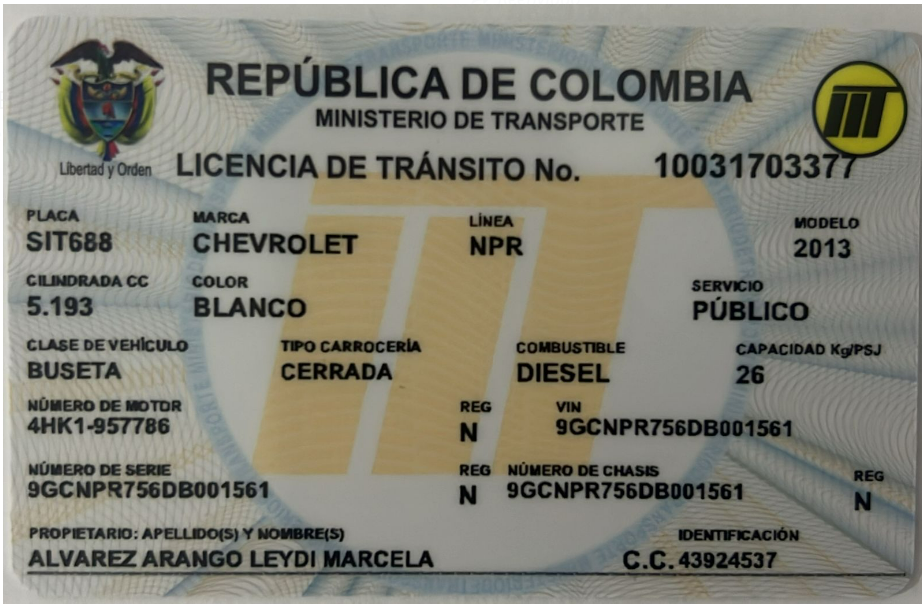 REPÚBLICA DE COLOMBIA
MINISTERIO DE TRANSPORTE
Libertad y Orden
LICENCIA DE TRÁNSITO No. 10031703377
PLACA MARCA LÍNEA MODELO
SIT688 CHEVROLET NPR 2013
CILINDRADA CC COLOR SERVICIO
5.193 BLANCO PÚBLICO
CLASE DE VEHÍCULO TIPO CARROCERÍA COMBUSTIBLE CAPACIDAD Kg/PSJ
BUSETA CERRADA DIESEL 26
NÚMERO DE MOTOR REG VIN
4HK1-957786 N 9GCNPR756DB001561
NÚMERO DE SERIE REG NÚMERO DE CHASIS REG
9GCNPR756DB001561 N 9GCNPR756DB001561 N
PROPIETARIO: APELLIDO(S) Y NOMBRE(S) IDENTIFICACIÓN
ALVAREZ ARANGO LEYDI MARCELA C.C. 43924537